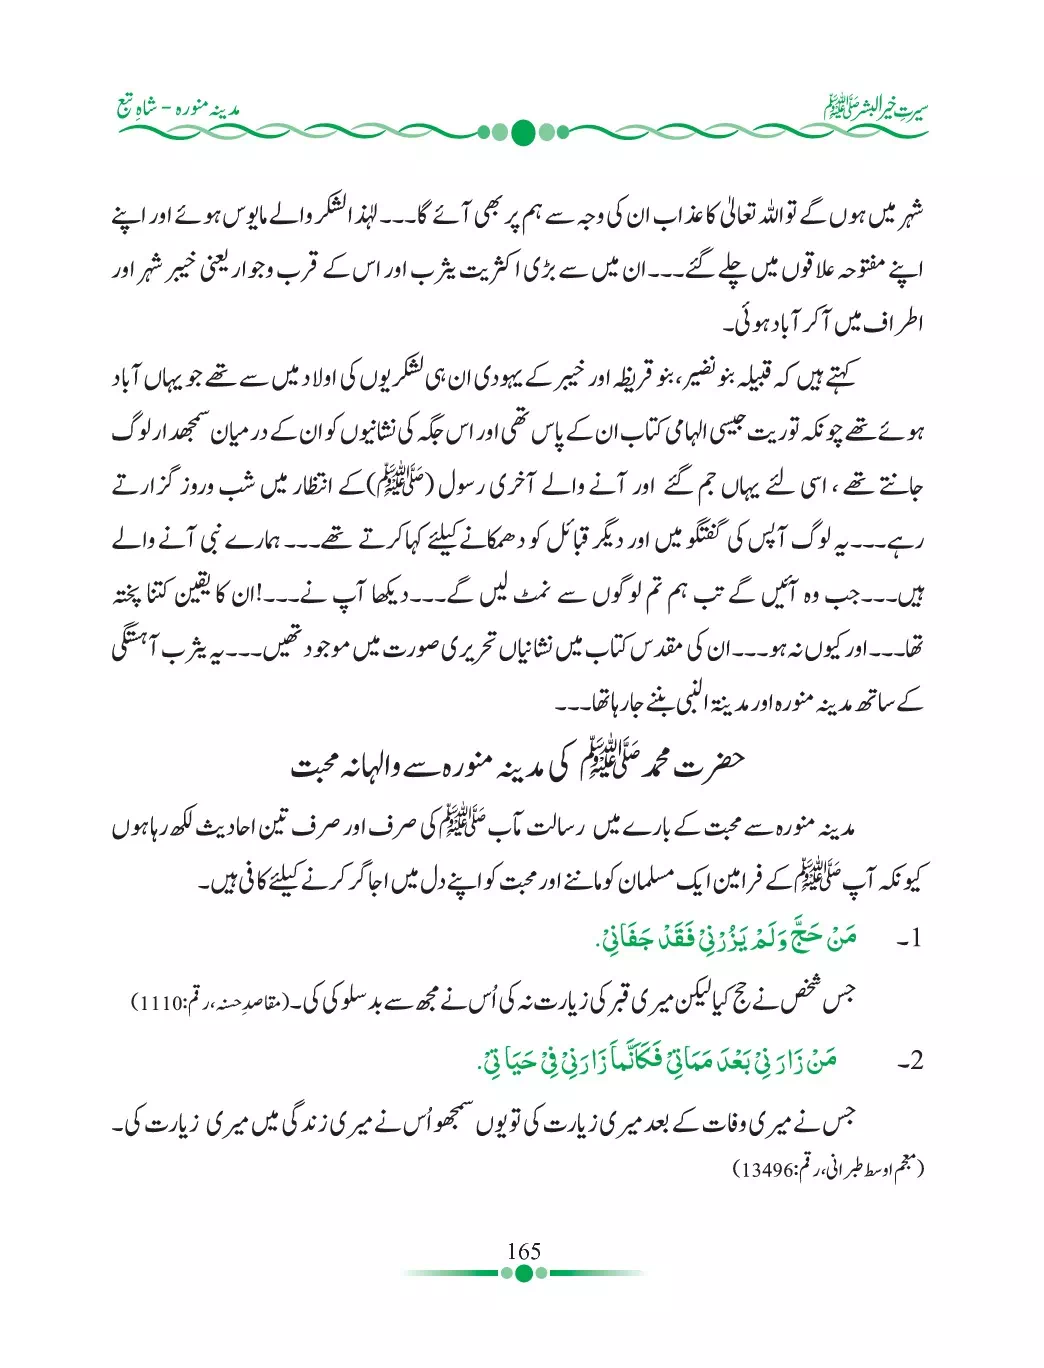 سیرتِ خیر البشر ﷺ
مدینہ منورہ - شاہِ تبع
شہر میں ہوں گے تو اللہ تعالیٰ کا عذاب ان کی وجہ سے ہم پر بھی آئے گا۔۔۔ لہٰذا لشکر والے مایوس ہوئے اور اپنے
اپنے مفتوحہ علاقوں میں چلے گئے۔۔۔ ان میں سے بڑی اکثریت یثرب اور اس کے قرب وجوار یعنی خیبر شہر اور
اطراف میں آکر آباد ہوئی۔
کہتے ہیں کہ قبیلہ بنو نضیر، بنو قریظہ اور خیبر کے یہودی ان ہی لشکریوں کی اولاد میں سے تھے جو یہاں آباد
ہوئے تھے چونکہ توریت جیسی الہامی کتاب ان کے پاس تھی اور اس جگہ کی نشانیوں کو ان کے درمیان سمجھدار لوگ
جانتے تھے ، اسی لئے یہاں جم گئے اور آنے والے آخری رسول (ﷺ) کے انتظار میں شب وروز گزارتے
رہے۔۔۔ یہ لوگ آپس کی گفتگو میں اور دیگر قبائل کو دھمکانے کیلئے کہا کرتے تھے۔۔۔ ہمارے نبی آنے والے
ہیں۔۔۔ جب وہ آئیں گے تب ہم تم لوگوں سے نمٹ لیں گے۔۔۔ دیکھا آپ نے۔۔۔! ان کا یقین کتنا پختہ
تھا۔۔۔ اور کیوں نہ ہو۔۔۔ ان کی مقدس کتاب میں نشانیاں تحریری صورت میں موجود تھیں۔۔۔ یہ یثرب آہستگی
کے ساتھ مدینہ منورہ اور مدینۃ النبی بننے جا رہا تھا۔۔۔
حضرت محمد ﷺ کی مدینہ منورہ سے والہانہ محبت
مدینہ منورہ سے محبت کے بارے میں رسالت مآب ﷺ کی صرف اور صرف تین احادیث لکھ رہا ہوں
کیونکہ آپ ﷺ کے فرامین ایک مسلمان کو ماننے اور محبت کو اپنے دل میں اجاگر کرنے کیلئے کافی ہیں۔
1۔ مَنْ حَجَّ وَلَمْ يَزُرْنِيْ فَقَدْ جَفَانِيْ.
جس شخص نے حج کیا لیکن میری قبر کی زیارت نہ کی اُس نے مجھ سے بدسلوکی کی۔ (مقاصدِ حسنہ، رقم:1110)
2۔ مَنْ زَارَنِيْ بَعْدَ مَمَاتِيْ فَكَأَنَّمَا زَارَنِيْ فِيْ حَيَاتِيْ.
جس نے میری وفات کے بعد میری زیارت کی تو یوں سمجھو اُس نے میری زندگی میں میری زیارت کی۔
(معجم اوسط طبرانی، رقم:13496)
165